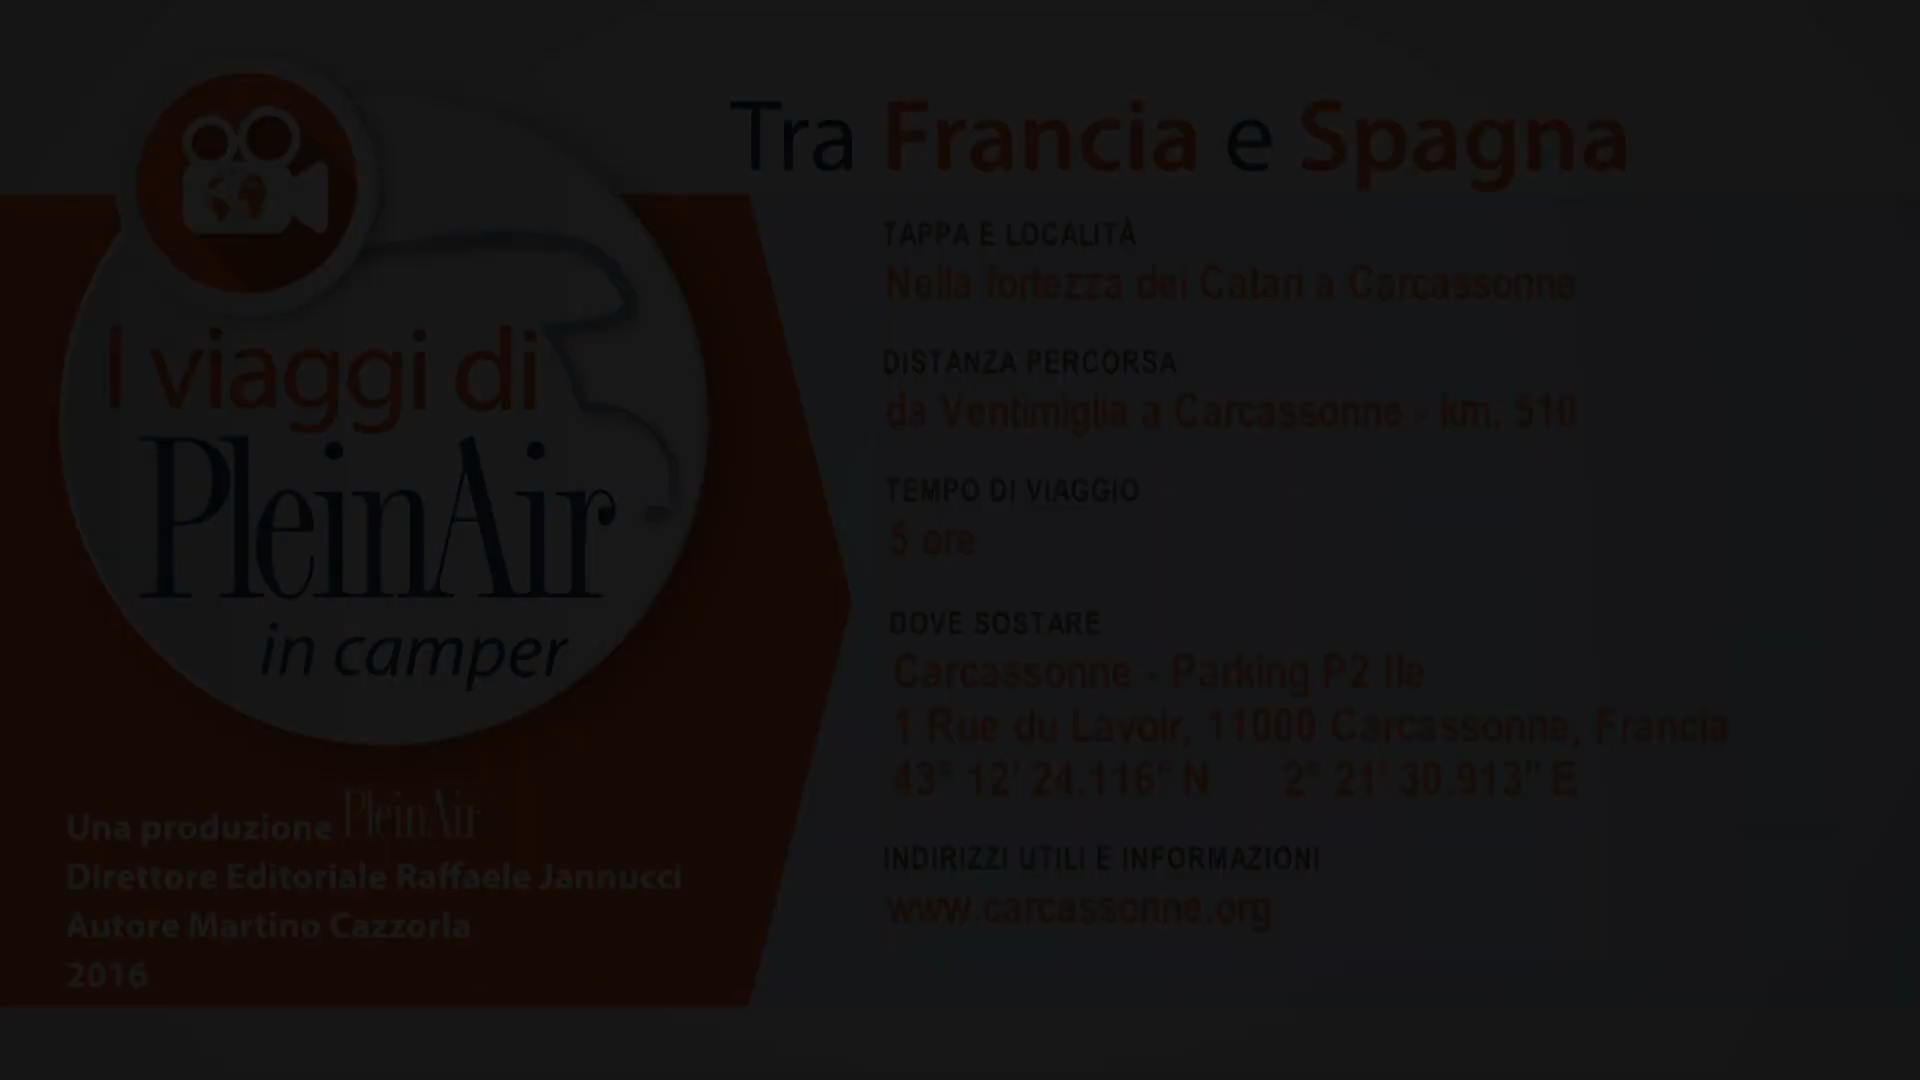 Tra Francia e Spagna
I viaggi di
PleinAir
in camper
TAPPA E LOCALITÀ
Nella fortezza dei Catari a Carcassonne
DISTANZA PERCORSA
da Ventimiglia a Carcassonne - km. 510
TEMPO DI VIAGGIO
5 ore
DOVE SOSTARE
Carcassonne - Parking P2 Ile
1 Rue du Lavoir, 11000 Carcassonne, Francia
43° 12' 24.116" N 2° 21' 30.913" E
INDIRIZZI UTILI E INFORMAZIONI
www.carcassonne.org
Una produzione PleinAir
Direttore Editoriale Raffaele Jannucci
Autore Martino Cazzorla
2016